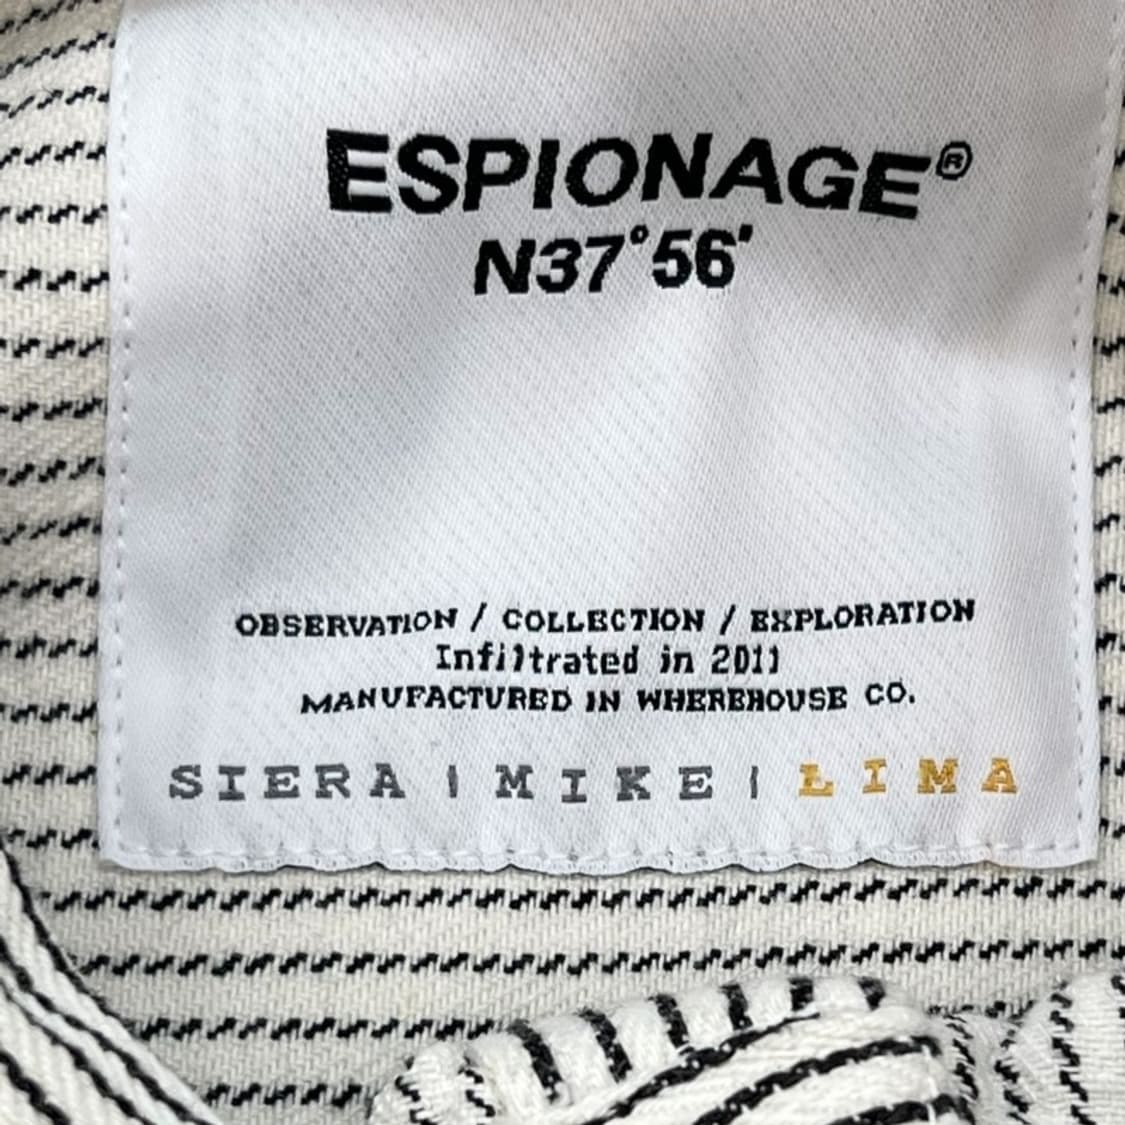 ESPIONAGE®
N37°56'
OBSERVATION / COLLECTION / EXPLORATION
Infiltrated in 2011
MANUFACTURED IN WHEREHOUSE CO.
SIERA | MIKE | LIMA